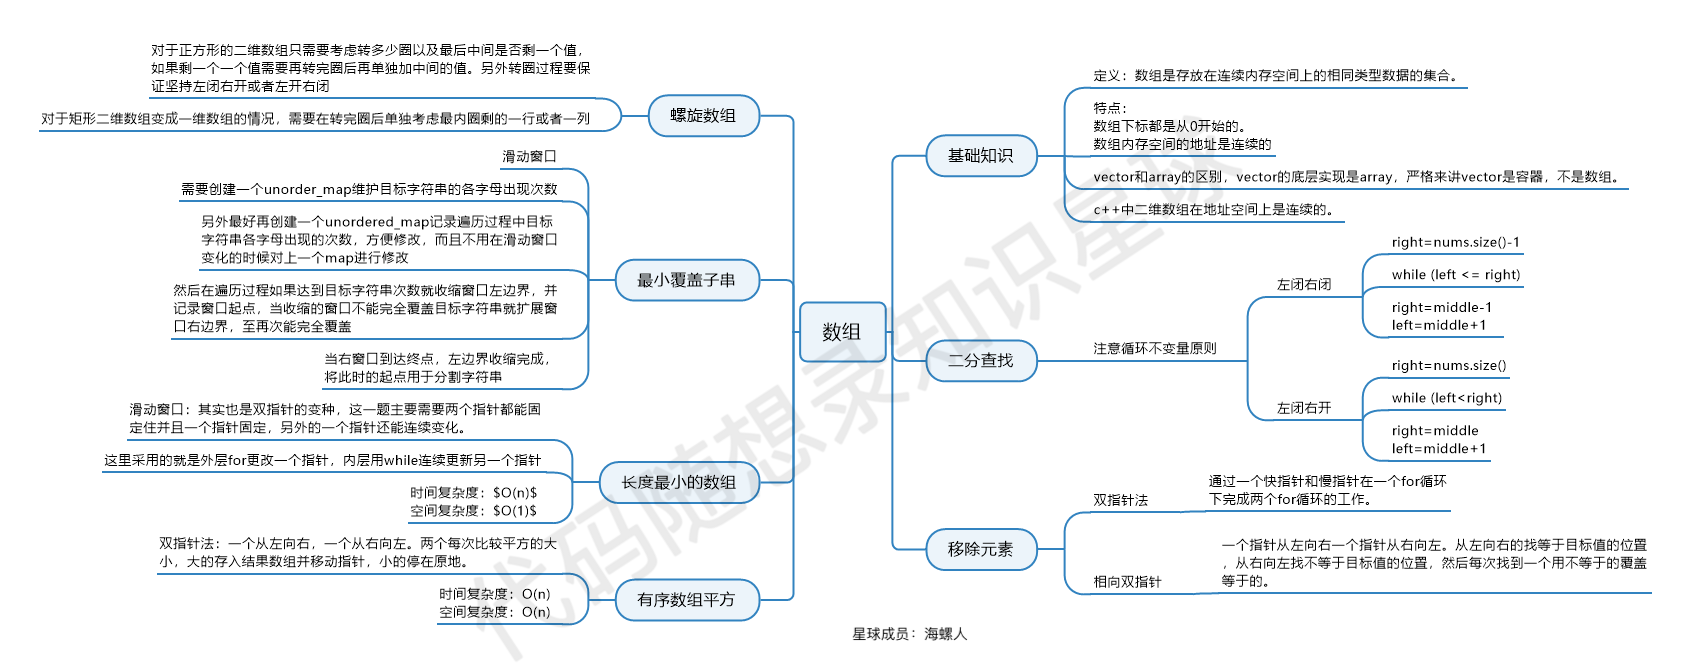 数组
螺旋数组
对于正方形的二维数组只需要考虑转多少圈以及最后中间是否剩一个值，
如果剩一个一个值需要再转完圈后再单独加中间的值。另外转圈过程要保
证坚持左闭右开或者左开右闭
对于矩形二维数组变成一维数组的情况，需要在转完圈后单独考虑最内圈剩的一行或者一列
最小覆盖子串
滑动窗口
需要创建一个unorder_map维护目标字符串的各字母出现次数
另外最好再创建一个unordered_map记录遍历过程中目标
字符串各字母出现的次数，方便修改，而且不用在滑动窗口
变化的时候对上一个map进行修改
然后在遍历过程如果达到目标字符串次数就收缩窗口左边界，并
记录窗口起点，当收缩的窗口不能完全覆盖目标字符串就扩展窗
口右边界，至再次能完全覆盖
当右窗口到达终点，左边界收缩完成，
将此时的起点用于分割字符串
长度最小的数组
滑动窗口：其实也是双指针的变种，这一题主要需要两个指针都能固
定住并且一个指针固定，另外的一个指针还能连续变化。
这里采用的就是外层for更改一个指针，内层用while连续更新另一个指针
时间复杂度：$O(n)$
空间复杂度：$O(1)$
有序数组平方
双指针法：一个从左向右，一个从右向左。两个每次比较平方的大
小，大的存入结果数组并移动指针，小的停在原地。
时间复杂度：O(n)
空间复杂度：O(n)
基础知识
定义：数组是存放在连续内存空间上的相同类型数据的集合。
特点：
数组下标都是从0开始的。
数组内存空间的地址是连续的
vector和array的区别，vector的底层实现是array，严格来讲vector是容器，不是数组。
c++中二维数组在地址空间上是连续的。
二分查找
注意循环不变量原则
左闭右闭
right=nums.size()-1
while (left <= right)
right=middle-1
left=middle+1
左闭右开
right=nums.size()
while (left<right)
right=middle
left=middle+1
移除元素
双指针法
通过一个快指针和慢指针在一个for循环
下完成两个for循环的工作。
相向双指针
一个指针从左向右一个指针从右向左。从左向右的找等于目标值的位置
，从右向左找不等于目标值的位置，然后每次找到一个用不等于的覆盖
等于的。
星球成员：海螺人
代码随想录知识星球